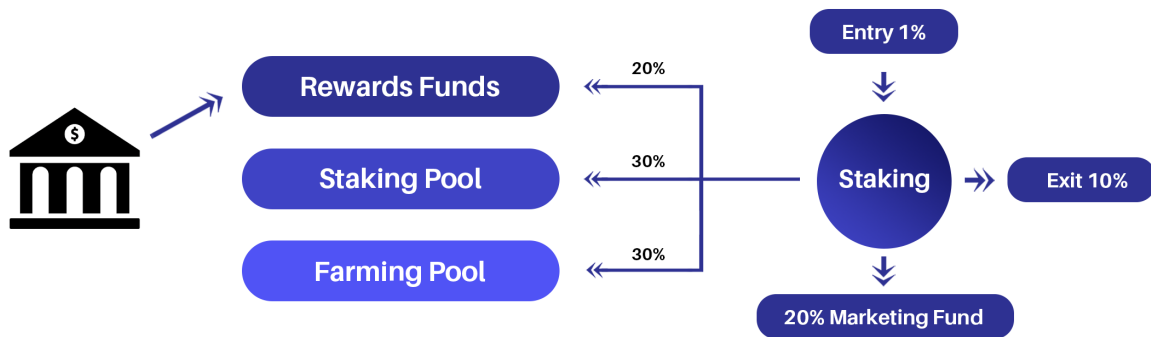 Entry 1%
Rewards Funds
20%
$
Staking Pool
30%
Staking
Exit 10%
Farming Pool
30%
20% Marketing Fund